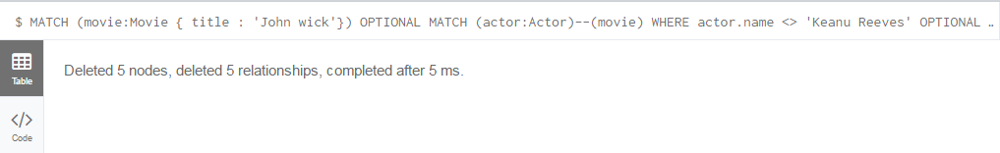 $ MATCH (movie:Movie { title : 'John wick'}) OPTIONAL MATCH (actor:Actor)--(movie) WHERE actor.name <> 'Keanu Reeves' OPTIONAL …
Table
Deleted 5 nodes, deleted 5 relationships, completed after 5 ms.
</> 
Code